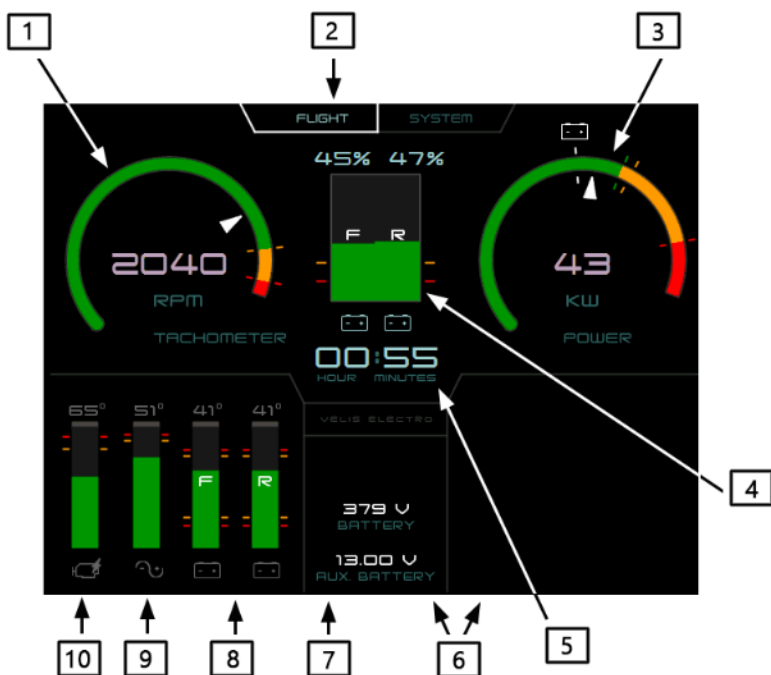 1
2
3
FLIGHT
SYSTEM
45% 47%
F R
2040
RPM
TACHOMETER
43
KW
POWER
00:55
HOUR MINUTES
65° 51° 41° 41°
F R
VELIS ELECTRO
379 V
BATTERY
13.00 V
AUX. BATTERY
4
5
6
7
8
9
10